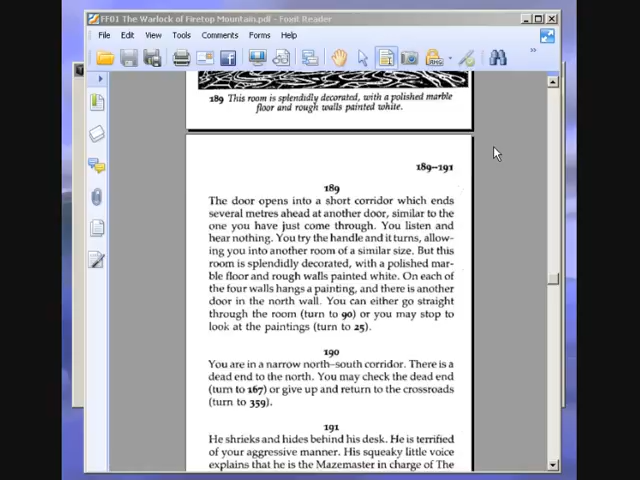 FF01 The Warlock of Firetop Mountain.pdf - Foxit Reader
File Edit View Tools Comments Forms Help
189 This room is splendidly decorated, with a polished marble
floor and rough walls painted white.
189–191
189
The door opens into a short corridor which ends
several metres ahead at another door, similar to the
one you have just come through. You listen and
hear nothing. You try the handle and it turns, allow-
ing you into another room of a similar size. But this
room is splendidly decorated, with a polished mar-
ble floor and rough walls painted white. On each of
the four walls hangs a painting, and there is another
door in the north wall. You can either go straight
through the room (turn to 90) or you may stop to
look at the paintings (turn to 25).
190
You are in a narrow north–south corridor. There is a
dead end to the north. You may check the dead end
(turn to 167) or give up and return to the crossroads
(turn to 359).
191
He shrieks and hides behind his desk. He is terrified
of your aggressive manner. His squeaky little voice
explains that he is the Mazemaster in charge of The